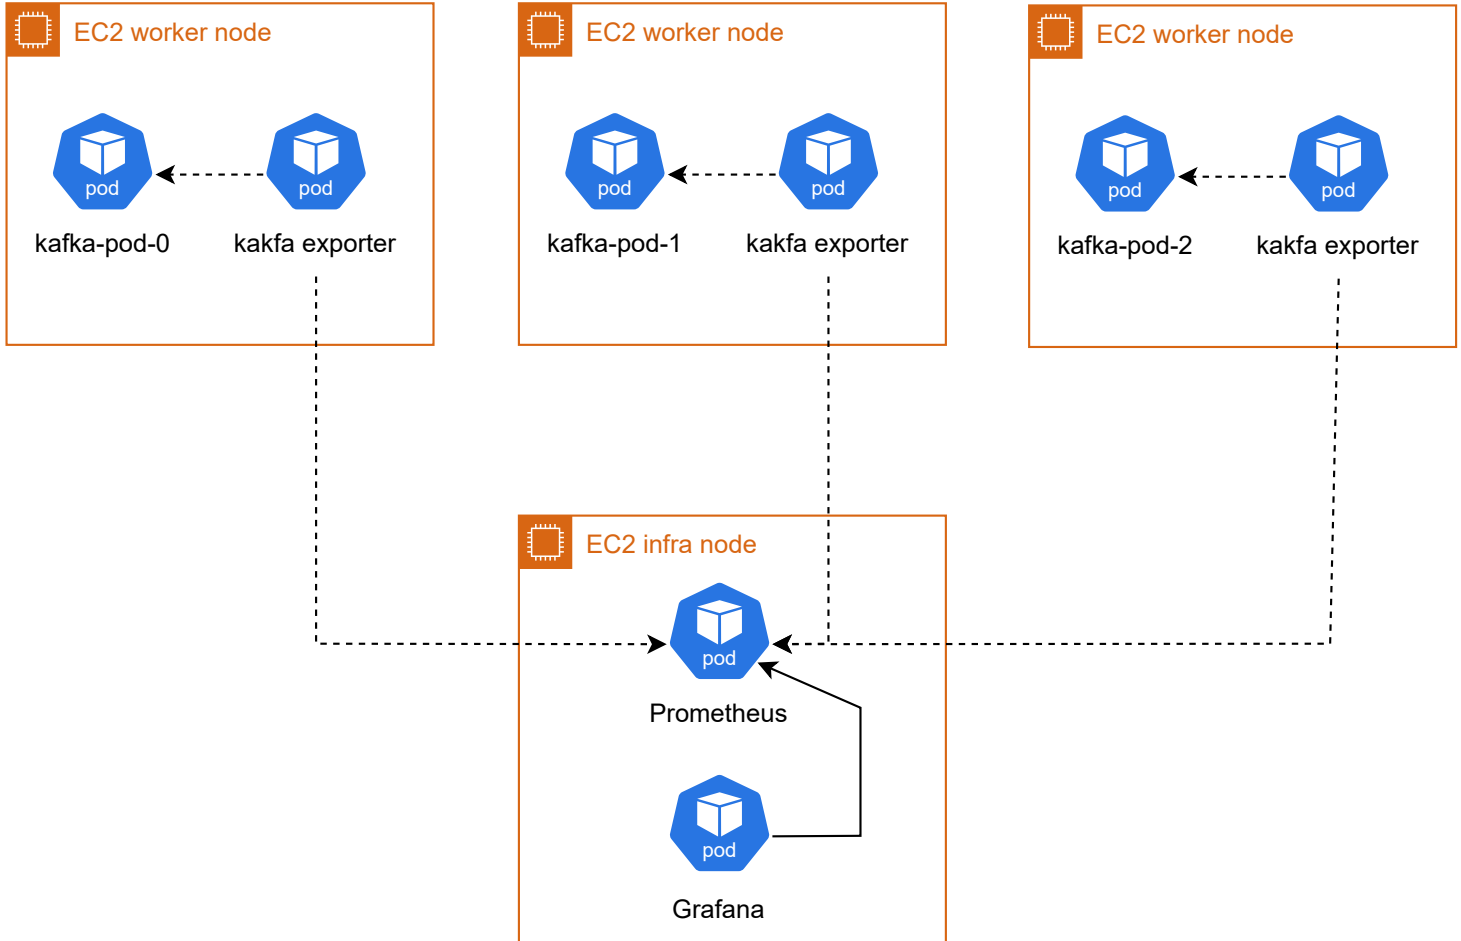 EC2 worker node
EC2 worker node
EC2 worker node
pod
pod
pod
pod
pod
pod
kafka-pod-0
kakfa exporter
kafka-pod-1
kakfa exporter
kafka-pod-2
kakfa exporter
EC2 infra node
pod
Prometheus
pod
Grafana